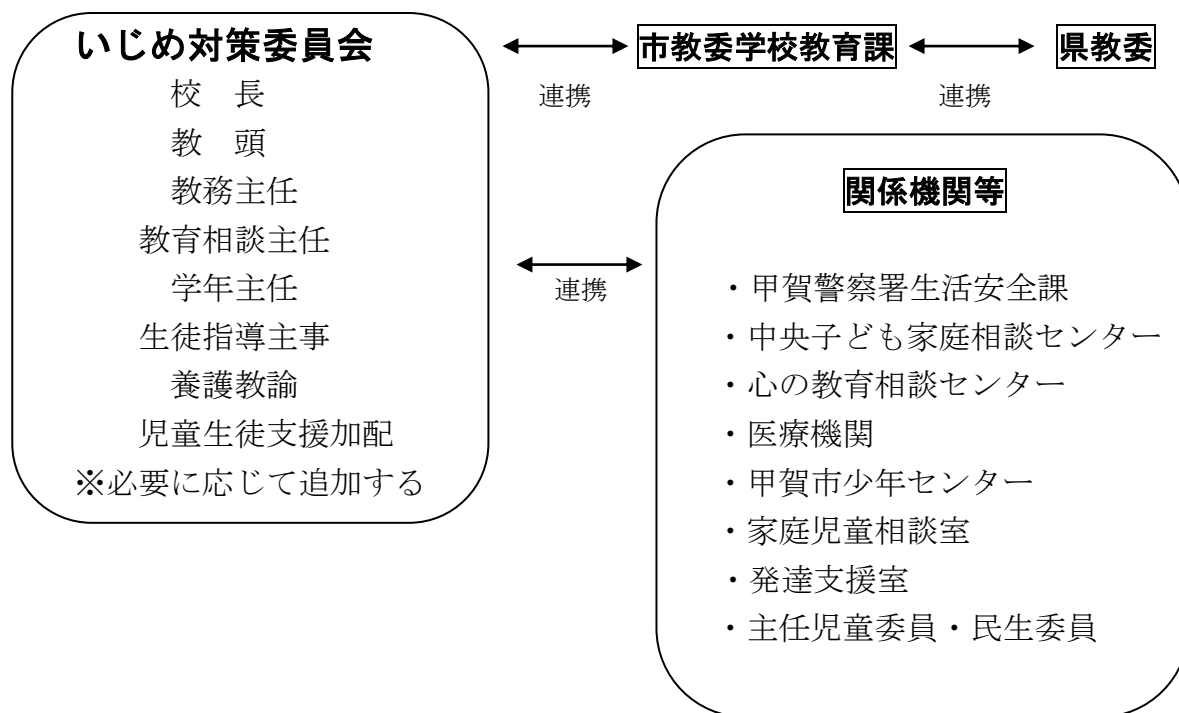 いじめ対策委員会
校　長
教　頭
教務主任
教育相談主任
学年主任
生徒指導主事
養護教諭
児童生徒支援加配
※必要に応じて追加する
連携
市教委学校教育課
連携
県教委
連携
関係機関等
・甲賀警察署生活安全課
・中央子ども家庭相談センター
・心の教育相談センター
・医療機関
・甲賀市少年センター
・家庭児童相談室
・発達支援室
・主任児童委員・民生委員